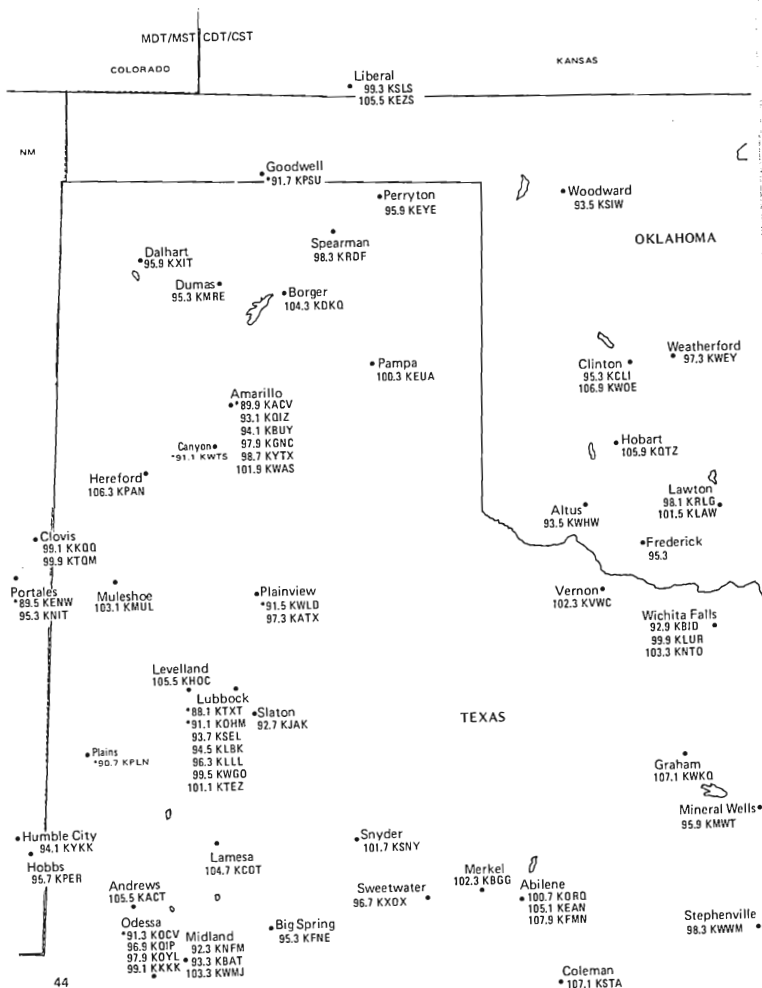 MDT/MST CDT/CST
COLORADO
KANSAS
Liberal
99.3 KSLS
105.5 KEZS
NM
Goodwell
*91.7 KPSU
Perryton
95.9 KEYE
Woodward
93.5 KSIW
Spearman
98.3 KRDF
OKLAHOMA
Dalhart
95.9 KXIT
Dumas
95.3 KMRE
Borger
104.3 KDKQ
Pampa
100.3 KEUA
Clinton
95.3 KCLI
106.9 KWOE
Weatherford
97.3 KWEY
Amarillo
*89.9 KACV
93.1 KQIZ
94.1 KBUY
97.9 KGNC
98.7 KYTX
101.9 KWAS
Canyon
*91.1 KWTS
Hereford
106.3 KPAN
Hobart
105.9 KQTZ
Lawton
98.1 KRLG
101.5 KLAW
Altus
93.5 KWHW
Frederick
95.3
Clovis
99.1 KKQQ
99.9 KTQM
Portales
*89.5 KENW
95.3 KNIT
Muleshoe
103.1 KMUL
Plainview
*91.5 KWLD
97.3 KATX
Vernon
102.3 KVWC
Wichita Falls
92.9 KBID
99.9 KLUR
103.3 KNTO
Levelland
105.5 KHOC
Lubbock
*88.1 KTXT
*91.1 KOHM
93.7 KSEL
94.5 KLBK
96.3 KLLL
99.5 KWGO
101.1 KTEZ
Slaton
92.7 KJAK
TEXAS
Plains
*90.7 KPLN
Graham
107.1 KWKQ
Mineral Wells
95.9 KMWT
Humble City
94.1 KYKK
Hobbs
95.7 KPER
Lamesa
104.7 KCOT
Snyder
101.7 KSNY
Merkel
102.3 KBGG
Abilene
100.7 KORQ
105.1 KEAN
107.9 KFMN
Sweetwater
96.7 KXOX
Andrews
105.5 KACT
Odessa
*91.3 KOCV
96.9 KQIP
97.9 KOYL
99.1 KKKK
Midland
92.3 KNFM
93.3 KBAT
103.3 KWMJ
Big Spring
95.3 KFNE
Stephenville
98.3 KWWM
Coleman
107.1 KSTA
44